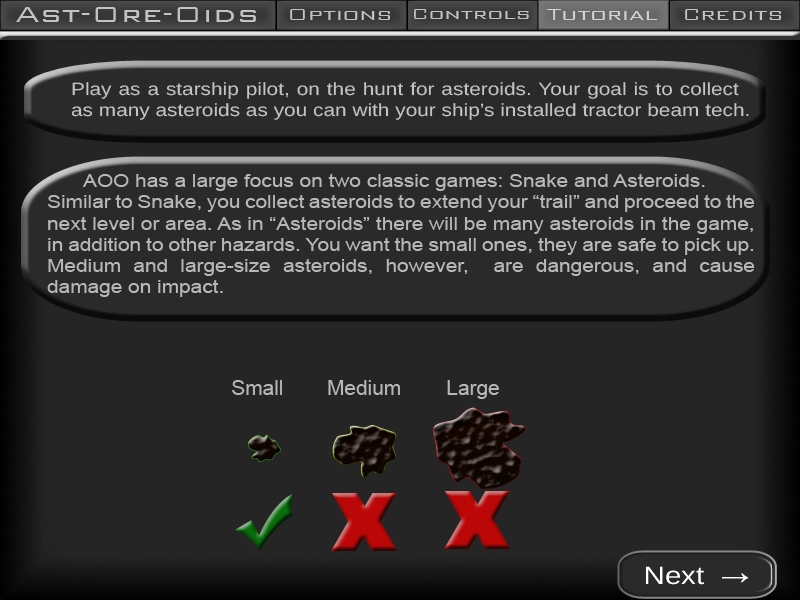 AST-ORE-OIDS OPTIONS CONTROLS TUTORIAL CREDITS
Play as a starship pilot, on the hunt for asteroids. Your goal is to collect
as many asteroids as you can with your ship's installed tractor beam tech.
AOO has a large focus on two classic games: Snake and Asteroids.
Similar to Snake, you collect asteroids to extend your “trail” and proceed to the
next level or area. As in “Asteroids” there will be many asteroids in the game,
in addition to other hazards. You want the small ones, they are safe to pick up.
Medium and large-size asteroids, however, are dangerous, and cause
damage on impact.
Small Medium Large
Next →